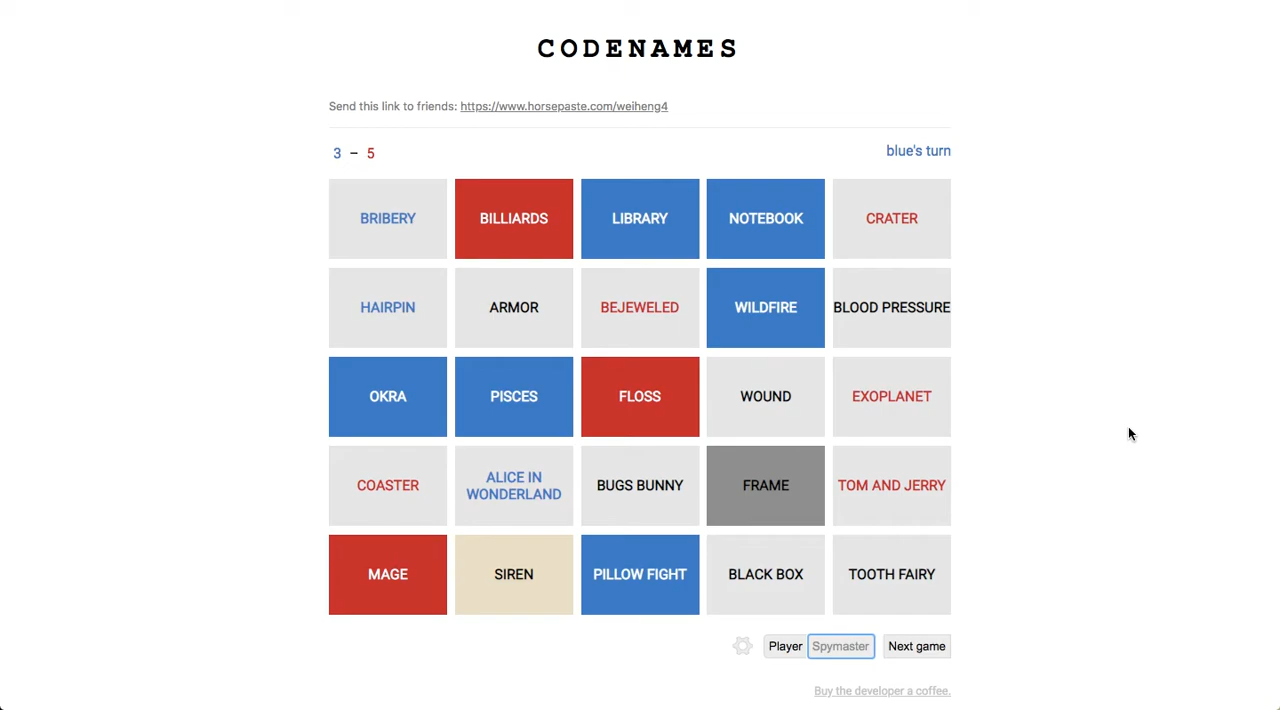 CODENAMES
Send this link to friends: https://www.horsepaste.com/weiheng4
3 – 5
blue's turn
BRIBERY
BILLIARDS
LIBRARY
NOTEBOOK
CRATER
HAIRPIN
ARMOR
BEJEWELED
WILDFIRE
BLOOD PRESSURE
OKRA
PISCES
FLOSS
WOUND
EXOPLANET
COASTER
ALICE IN
WONDERLAND
BUGS BUNNY
FRAME
TOM AND JERRY
MAGE
SIREN
PILLOW FIGHT
BLACK BOX
TOOTH FAIRY
Player
Spymaster
Next game
Buy the developer a coffee.